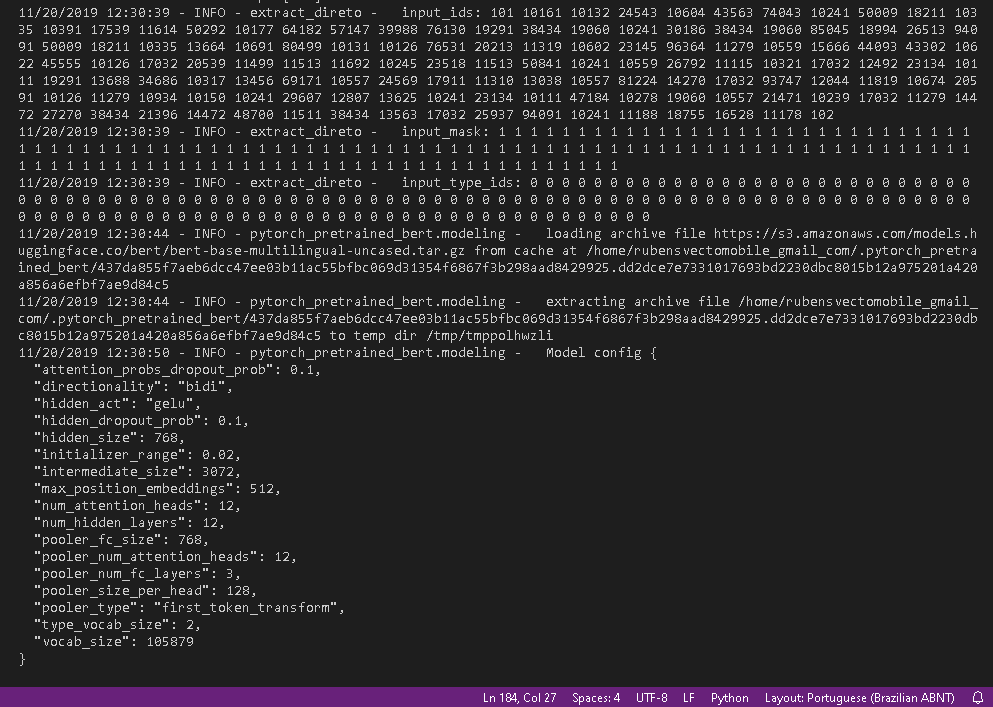 11/20/2019 12:30:39 - INFO - extract_direto -   input_ids: 101 10161 10132 24543 10604 43563 74043 10241 50009 18211 103
35 10391 17539 11614 50292 10177 64182 57147 39988 76130 19291 38434 19060 10241 30186 38434 19060 85045 18994 26513 940
91 50009 18211 10335 13664 10691 80499 10131 10126 76531 20213 11319 10602 23145 96364 11279 10559 15666 44093 43302 106
22 45555 10126 17032 20539 11499 11513 11692 10245 23518 11513 50841 10241 10559 26792 11115 10321 17032 12492 23134 101
11 19291 13688 34686 10317 13456 69171 10557 24569 17911 11310 13038 10557 81224 14270 17032 93747 12044 11819 10674 205
91 10126 11279 10934 10150 10241 29607 12807 13625 10241 23134 10111 47184 10278 19060 10557 21471 10239 17032 11279 144
72 27270 38434 21396 14472 48700 11511 38434 13563 17032 25937 94091 10241 11188 18755 16528 11178 102
11/20/2019 12:30:39 - INFO - extract_direto -   input_mask: 1 1 1 1 1 1 1 1 1 1 1 1 1 1 1 1 1 1 1 1 1 1 1 1 1 1 1 1 1 1
1 1 1 1 1 1 1 1 1 1 1 1 1 1 1 1 1 1 1 1 1 1 1 1 1 1 1 1 1 1 1 1 1 1 1 1 1 1 1 1 1 1 1 1 1 1 1 1 1 1 1 1 1 1 1 1 1 1 1 1
1 1 1 1 1 1 1 1 1 1 1 1 1 1 1 1 1 1 1 1 1 1 1 1 1 1 1 1 1 1 1 1 1 1 1 1 1 1
11/20/2019 12:30:39 - INFO - extract_direto -   input_type_ids: 0 0 0 0 0 0 0 0 0 0 0 0 0 0 0 0 0 0 0 0 0 0 0 0 0 0 0 0
0 0 0 0 0 0 0 0 0 0 0 0 0 0 0 0 0 0 0 0 0 0 0 0 0 0 0 0 0 0 0 0 0 0 0 0 0 0 0 0 0 0 0 0 0 0 0 0 0 0 0 0 0 0 0 0 0 0 0 0
0 0 0 0 0 0 0 0 0 0 0 0 0 0 0 0 0 0 0 0 0 0 0 0 0 0 0 0 0 0 0 0 0 0 0 0 0 0 0 0
11/20/2019 12:30:44 - INFO - pytorch_pretrained_bert.modeling -   loading archive file https://s3.amazonaws.com/models.h
uggingface.co/bert/bert-base-multilingual-uncased.tar.gz from cache at /home/rubensvectomobile_gmail_com/.pytorch_pretra
ined_bert/437da855f7aeb6dcc47ee03b11ac55bfbc069d31354f6867f3b298aad8429925.dd2dce7e7331017693bd2230dbc8015b12a975201a420
a856a6efbf7ae9d84c5
11/20/2019 12:30:44 - INFO - pytorch_pretrained_bert.modeling -   extracting archive file /home/rubensvectomobile_gmail_
com/.pytorch_pretrained_bert/437da855f7aeb6dcc47ee03b11ac55bfbc069d31354f6867f3b298aad8429925.dd2dce7e7331017693bd2230db
c8015b12a975201a420a856a6efbf7ae9d84c5 to temp dir /tmp/tmppolhwzli
11/20/2019 12:30:50 - INFO - pytorch_pretrained_bert.modeling -   Model config {
  "attention_probs_dropout_prob": 0.1,
  "directionality": "bidi",
  "hidden_act": "gelu",
  "hidden_dropout_prob": 0.1,
  "hidden_size": 768,
  "initializer_range": 0.02,
  "intermediate_size": 3072,
  "max_position_embeddings": 512,
  "num_attention_heads": 12,
  "num_hidden_layers": 12,
  "pooler_fc_size": 768,
  "pooler_num_attention_heads": 12,
  "pooler_num_fc_layers": 3,
  "pooler_size_per_head": 128,
  "pooler_type": "first_token_transform",
  "type_vocab_size": 2,
  "vocab_size": 105879
}
Ln 184, Col 27 Spaces: 4 UTF-8 LF Python Layout: Portuguese (Brazilian ABNT)